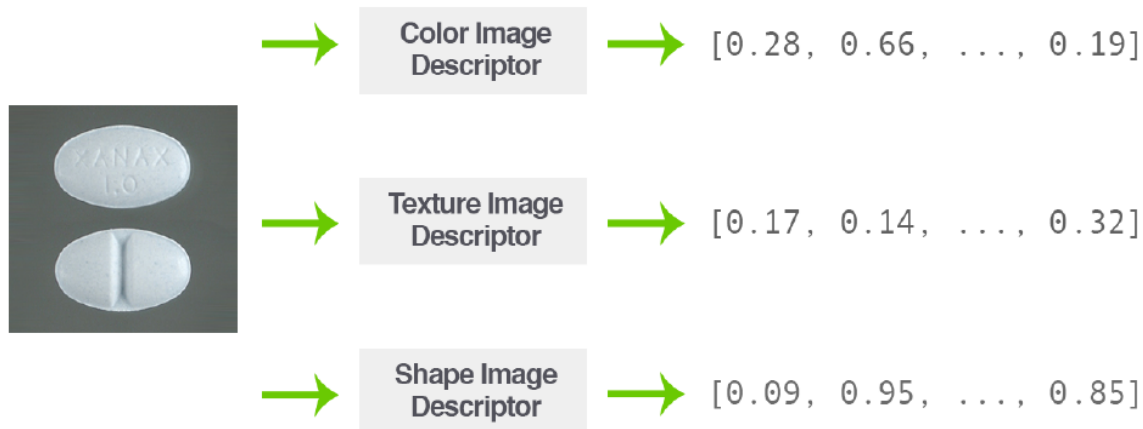 Color Image
Descriptor
[0.28, 0.66, ..., 0.19]
XANAX
1.0
Texture Image
Descriptor
[0.17, 0.14, ..., 0.32]
Shape Image
Descriptor
[0.09, 0.95, ..., 0.85]